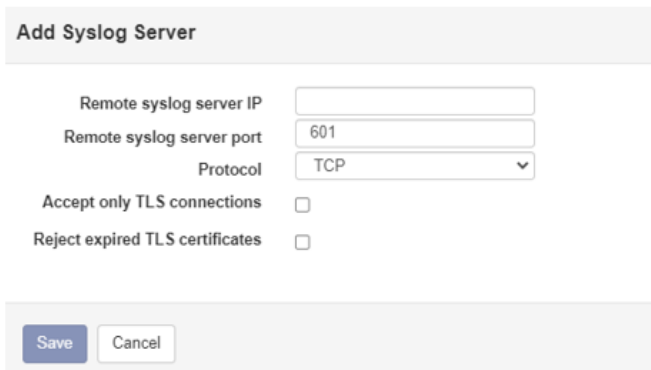 Add Syslog Server
Remote syslog server IP
Remote syslog server port 601
Protocol TCP
Accept only TLS connections
Reject expired TLS certificates
Save Cancel